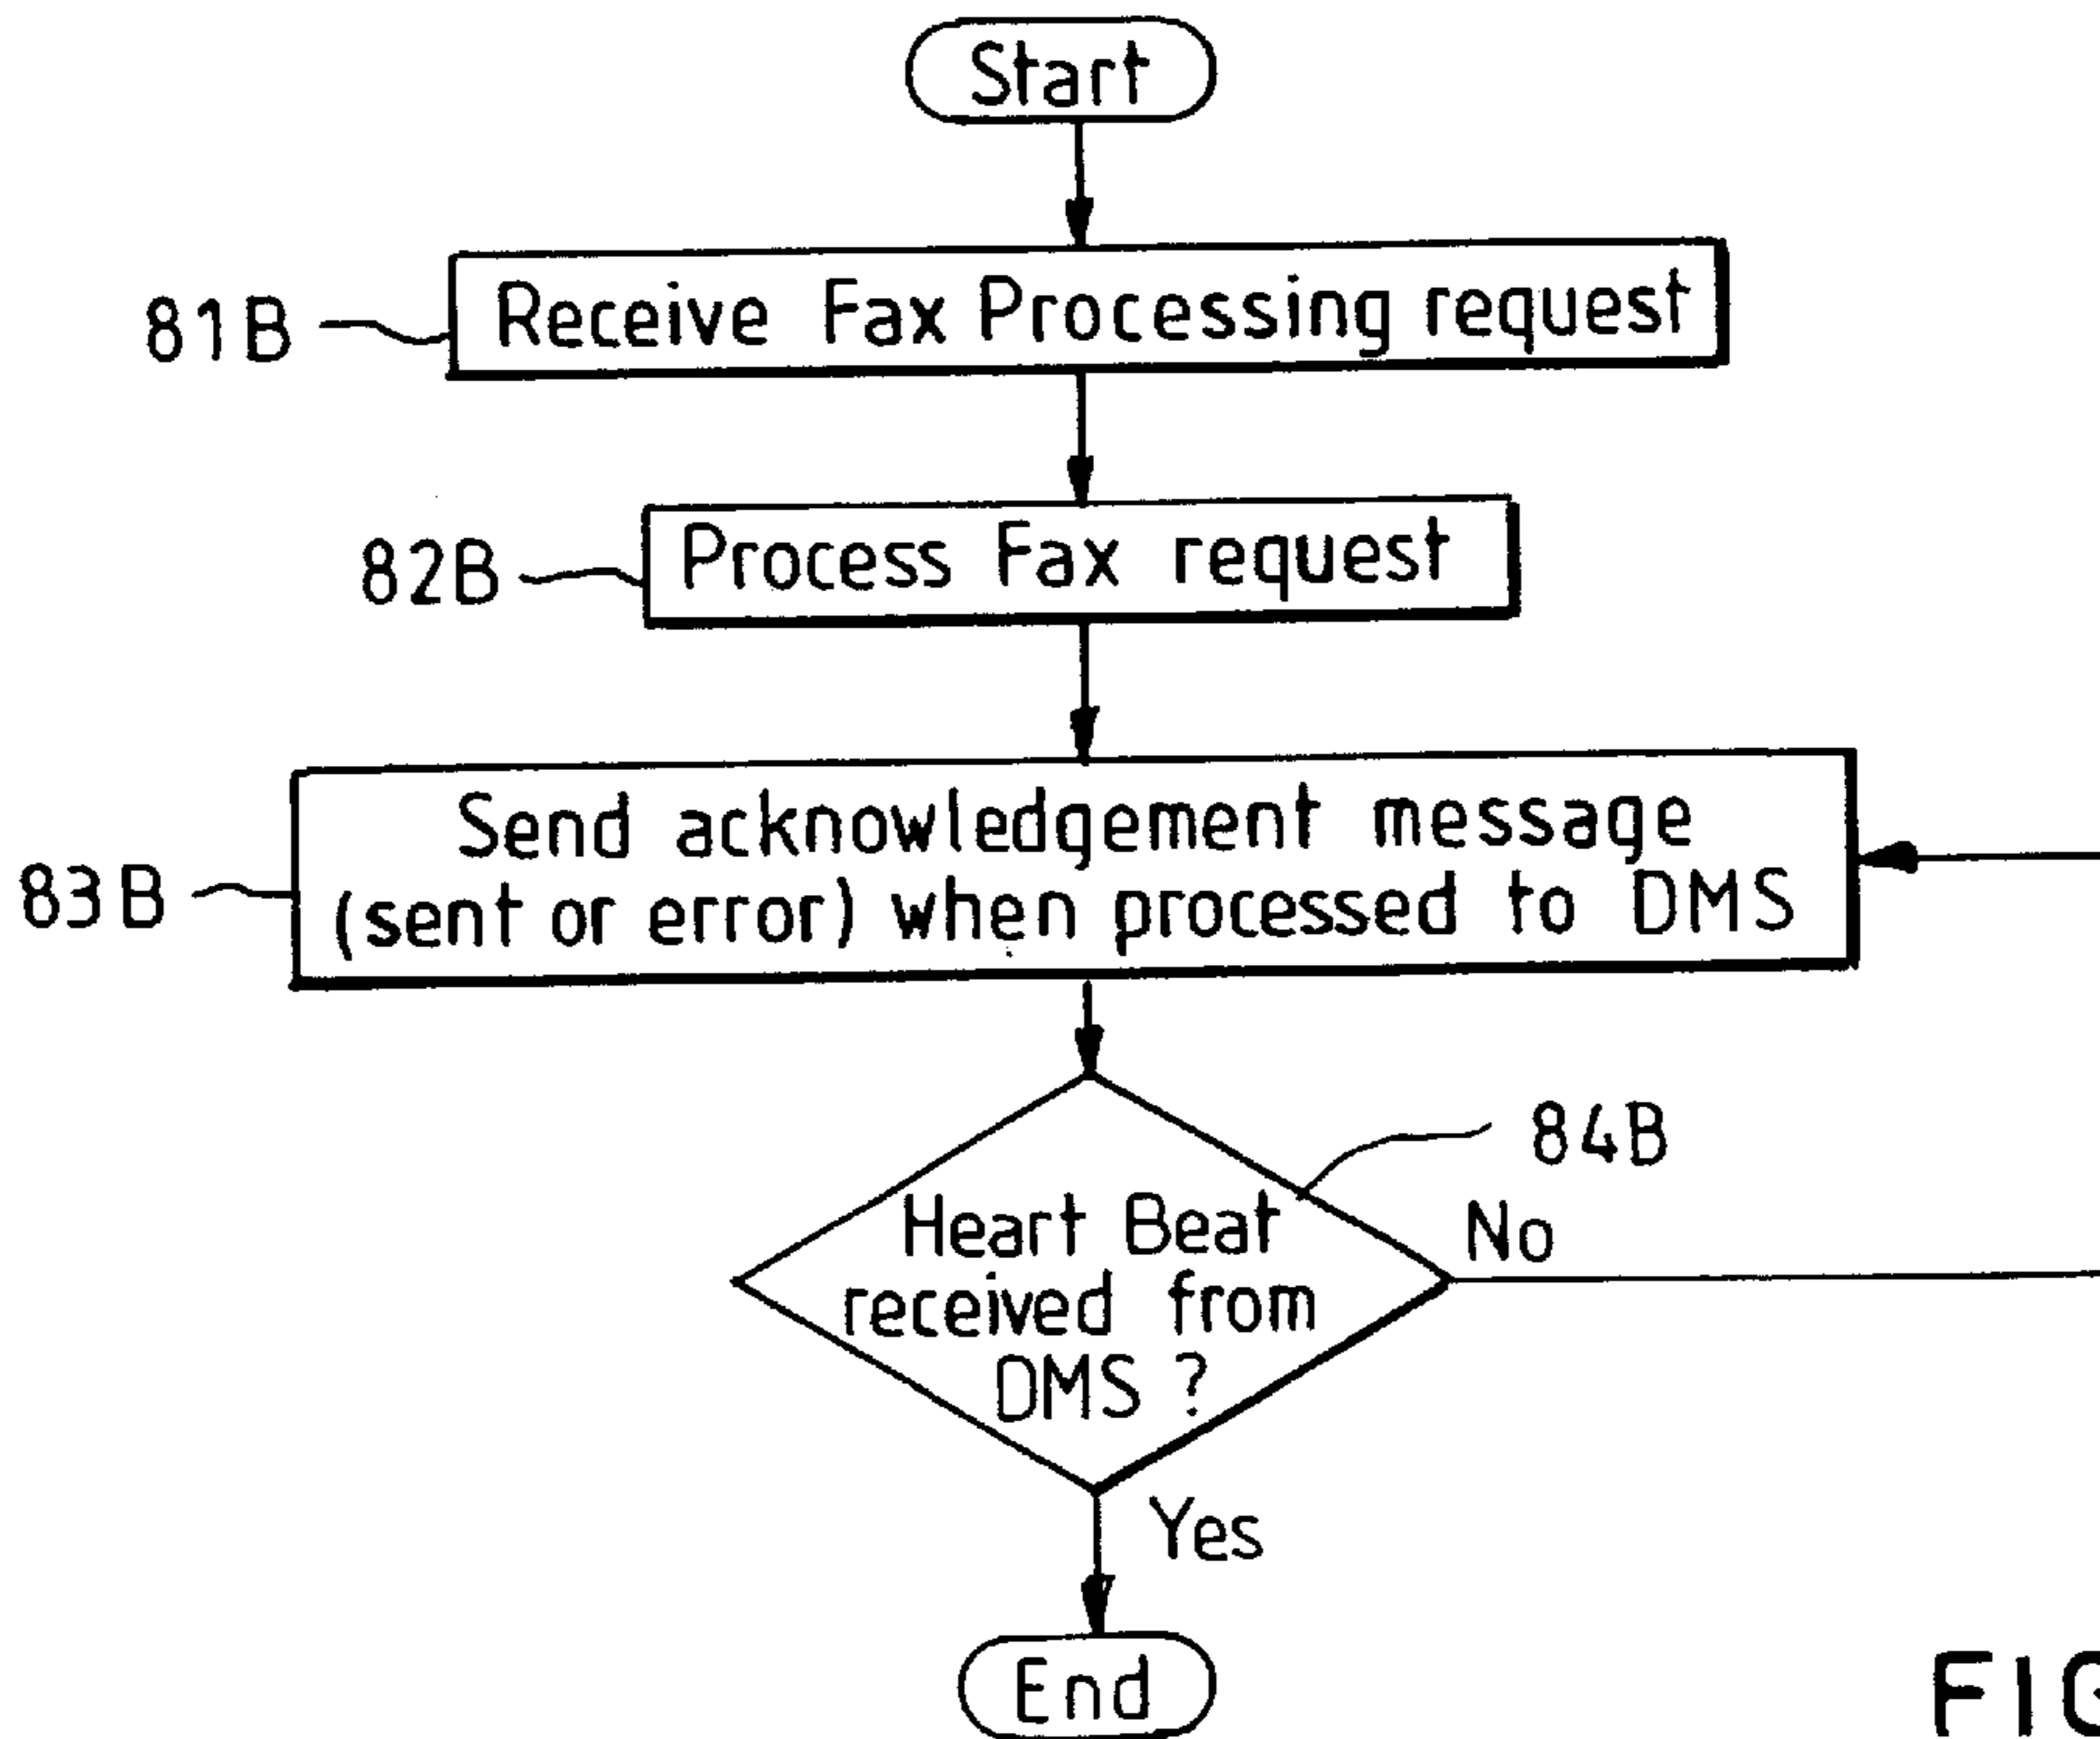 Start
81B
Receive Fax Processing request
82B
Process Fax request
83B
Send acknowledgement message
(sent or error) when processed to DMS
84B
Heart Beat
received from
DMS ?
No
Yes
End